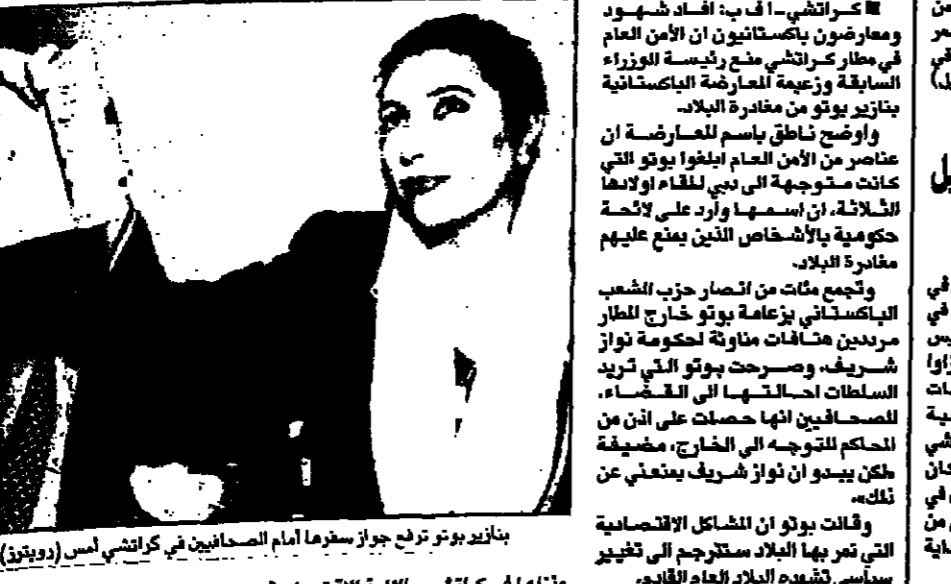 كراتشي ـ ا ف ب: افاد شهود
ومعارضون باكستانيون ان الأمن العام
في مطار كراتشي منع رئيسة الوزراء
السابقة وزعيمة المعارضة الباكستانية
بنازير بوتو من مغادرة البلاد.
واوضح ناطق باسم المعارضة ان
عناصر من الأمن العام ابلغوا بوتو التي
كانت متوجهة الى دبي للقاء اولادها
الثلاثة، ان اسمها وارد على لائحة
حكومية بالأشخاص الذين يمنع عليهم
مغادرة البلاد.
وتجمع مئات من انصار حزب الشعب
الباكستاني بزعامة بوتو خارج المطار
مرددين هتافات مناوئة لحكومة نواز
شريف. وصرحت بوتو التي تريد
السلطات احالتها الى القضاء،
للصحافيين انها حصلت على اذن من
المحاكم للتوجه الى الخارج، مضيفة
«لكن يبدو ان نواز شريف يمنعني عن
ذلك».
وقالت بوتو ان المشاكل الاقتصادية
التي تمر بها البلاد ستترجم الى تغيير
سياسي تشهده البلاد العام القادم.
بنازير بوتو ترفع جواز سفرها أمام الصحافيين في كراتشي أمس (رويترز)